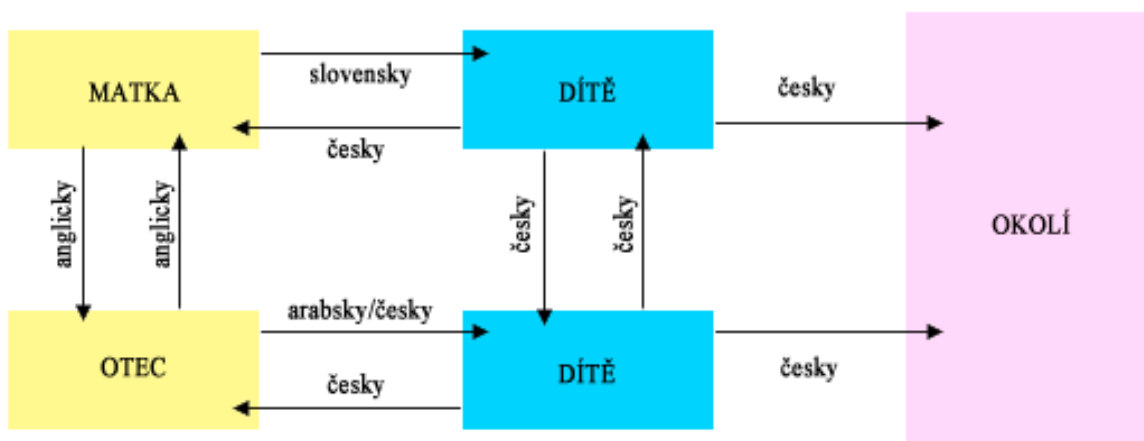 slovensky
MATKA
DÍTĚ
česky
česky
anglicky
anglicky
česky
česky
OKOLÍ
arabsky/česky
OTEC
DÍTĚ
česky
česky